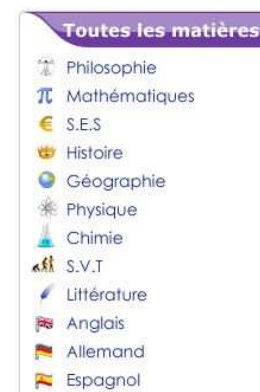 Toutes les matières
Philosophie
Mathématiques
S.E.S
Histoire
Géographie
Physique
Chimie
S.V.T
Littérature
Anglais
Allemand
Espagnol